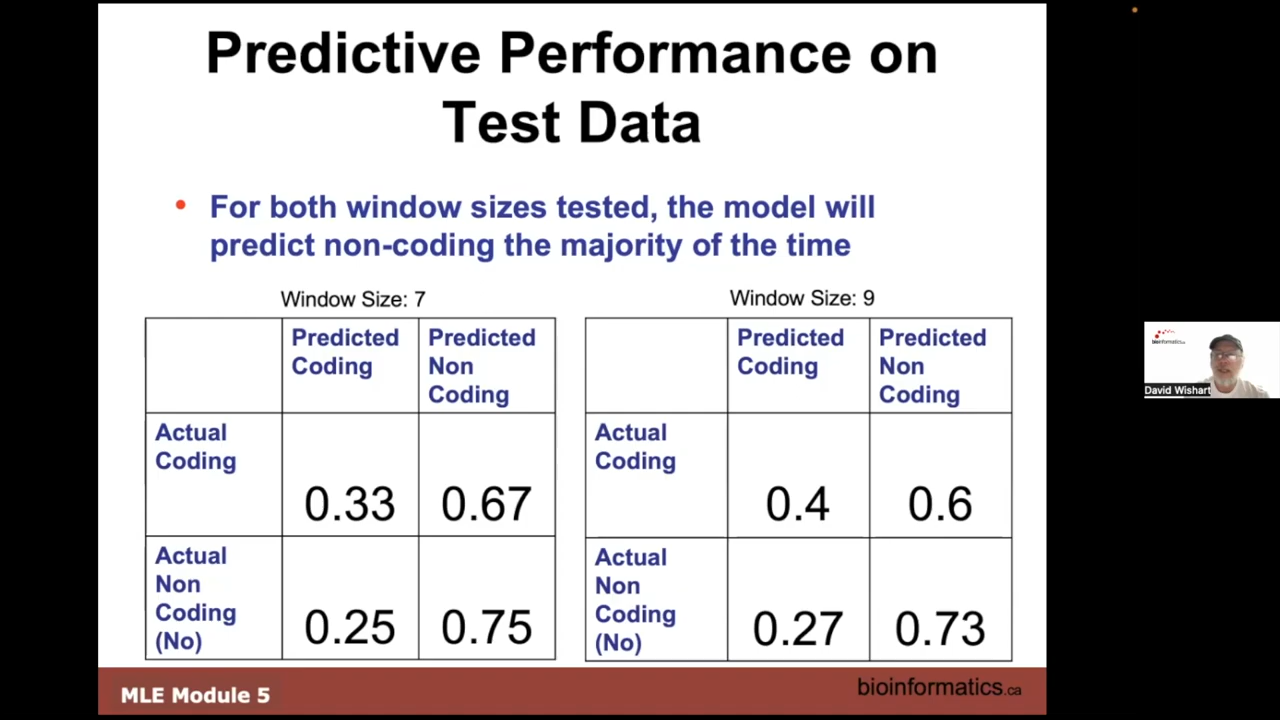 Predictive Performance on
Test Data
• For both window sizes tested, the model will
predict non-coding the majority of the time
Window Size: 7
Predicted
Coding
Predicted
Non
Coding
Actual
Coding
0.33
0.67
Actual
Non
Coding
(No)
0.25
0.75
Window Size: 9
Predicted
Coding
Predicted
Non
Coding
Actual
Coding
0.4
0.6
Actual
Non
Coding
(No)
0.27
0.73
MLE Module 5
bioinformatics.ca
bioinformatics.ca
David Wishart